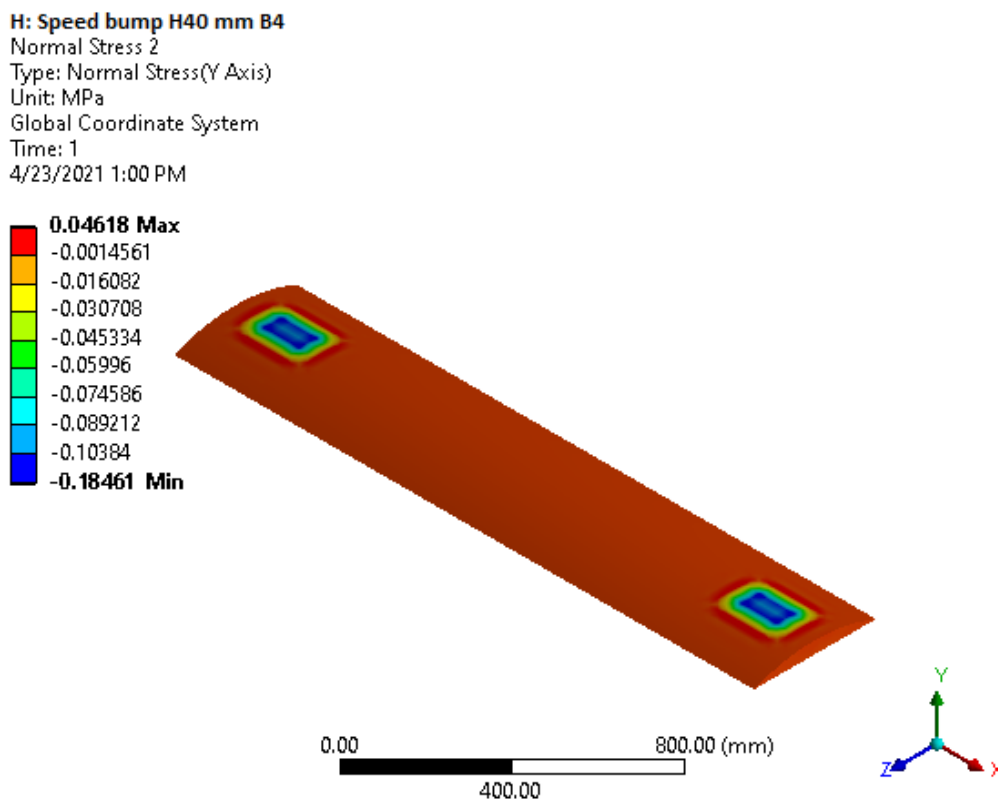 H: Speed bump H40 mm B4
Normal Stress 2
Type: Normal Stress(Y Axis)
Unit: MPa
Global Coordinate System
Time: 1
4/23/2021 1:00 PM
0.04618 Max
-0.0014561
-0.016082
-0.030708
-0.045334
-0.05996
-0.074586
-0.089212
-0.10384
-0.18461 Min
0.00
800.00 (mm)
400.00
Y
Z
X